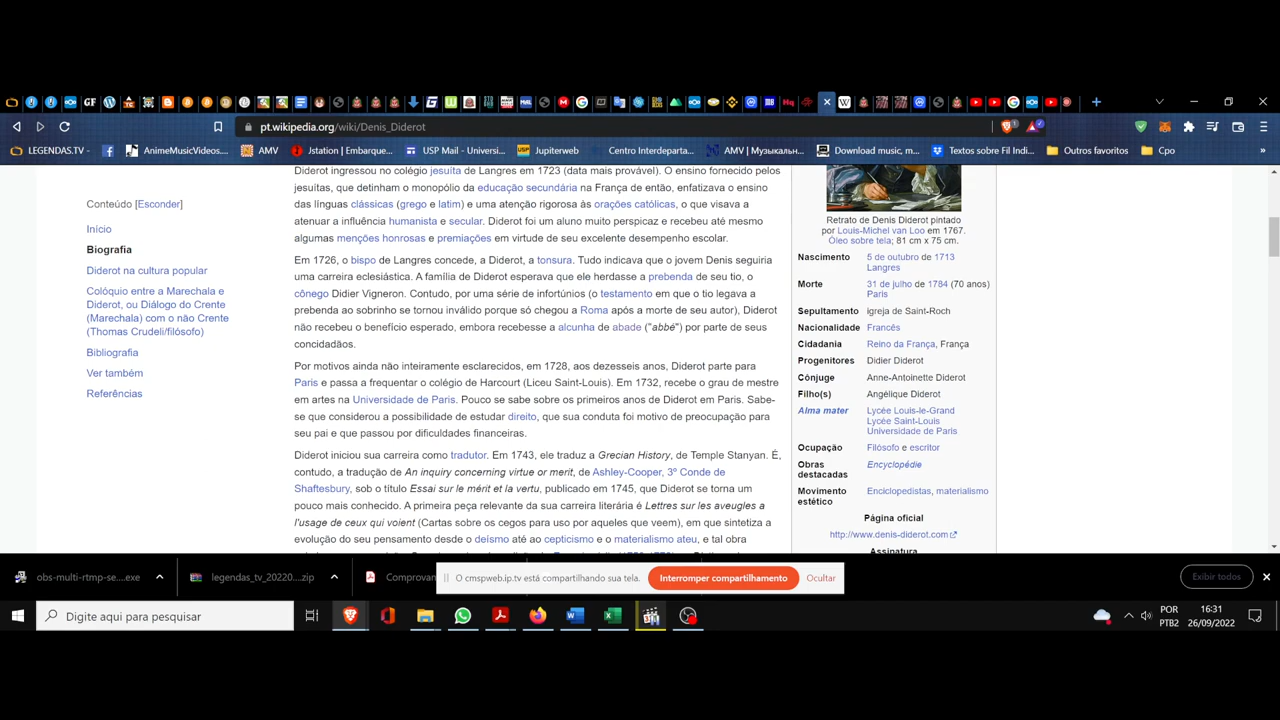 pt.wikipedia.org/wiki/Denis_Diderot
LEGENDAS.TV
AnimeMusicVideos...
AMV
Jstation | Embarque...
USP Mail - Universi...
Jupiterweb
Centro Interdeparta...
AMV | Музыкальн...
Download music, m...
Textos sobre Fil Indi...
Outros favoritos
Cpo
»
Conteúdo [Esconder]
Início
Biografia
Diderot na cultura popular
Colóquio entre a Marechala e
Diderot, ou Diálogo do Crente
(Marechala) com o não Crente
(Thomas Crudeli/filósofo)
Bibliografia
Ver também
Referências
Diderot ingressou no colégio jesuíta de Langres em 1723 (data mais provável). O ensino fornecido pelos
jesuítas, que detinham o monopólio da educação secundária na França de então, enfatizava o ensino
das línguas clássicas (grego e latim) e uma atenção rigorosa às orações católicas, o que visava a
atenuar a influência humanista e secular. Diderot foi um aluno muito perspicaz e recebeu até mesmo
algumas menções honrosas e premiações em virtude de seu excelente desempenho escolar.
Em 1726, o bispo de Langres concede, a Diderot, a tonsura. Tudo indicava que o jovem Denis seguiria
uma carreira eclesiástica. A família de Diderot esperava que ele herdasse a prebenda de seu tio, o
cônego Didier Vigneron. Contudo, por uma série de infortúnios (o testamento em que o tio legava a
prebenda ao sobrinho se tornou inválido porque só chegou a Roma após a morte de seu autor), Diderot
não recebeu o benefício esperado, embora recebesse a alcunha de abade ("abbé") por parte de seus
concidadãos.
Por motivos ainda não inteiramente esclarecidos, em 1728, aos dezesseis anos, Diderot parte para
Paris e passa a frequentar o colégio de Harcourt (Liceu Saint-Louis). Em 1732, recebe o grau de mestre
em artes na Universidade de Paris. Pouco se sabe sobre os primeiros anos de Diderot em Paris. Sabe-
se que considerou a possibilidade de estudar direito, que sua conduta foi motivo de preocupação para
seu pai e que passou por dificuldades financeiras.
Diderot iniciou sua carreira como tradutor. Em 1743, ele traduz a Grecian History, de Temple Stanyan. É,
contudo, a tradução de An inquiry concerning virtue or merit, de Ashley-Cooper, 3º Conde de
Shaftesbury, sob o título Essai sur le mérit et la vertu, publicado em 1745, que Diderot se torna um
pouco mais conhecido. A primeira peça relevante da sua carreira literária é Lettres sur les aveugles a
l'usage de ceux qui voient (Cartas sobre os cegos para uso por aqueles que veem), em que sintetiza a
evolução do seu pensamento desde o deísmo até ao cepticismo e o materialismo ateu, e tal obra
Retrato de Denis Diderot pintado
por Louis-Michel van Loo em 1767.
Óleo sobre tela; 81 cm x 75 cm.
Nascimento 5 de outubro de 1713
Langres
Morte 31 de julho de 1784 (70 anos)
Paris
Sepultamento igreja de Saint-Roch
Nacionalidade Francês
Cidadania Reino da França, França
Progenitores Didier Diderot
Cônjuge Anne-Antoinette Diderot
Filho(s) Angélique Diderot
Alma mater Lycée Louis-le-Grand
Lycée Saint-Louis
Universidade de Paris
Ocupação Filósofo e escritor
Obras destacadas Encyclopédie
Movimento estético Enciclopedistas, materialismo
Página oficial
http://www.denis-diderot.com
Assinatura
obs-multi-rtmp-se....exe
legendas_tv_20220....zip
Comprovan
O cmspweb.ip.tv está compartilhando sua tela.
Interromper compartilhamento
Ocultar
Exibir todos
Digite aqui para pesquisar
POR
PTB2
16:31
26/09/2022